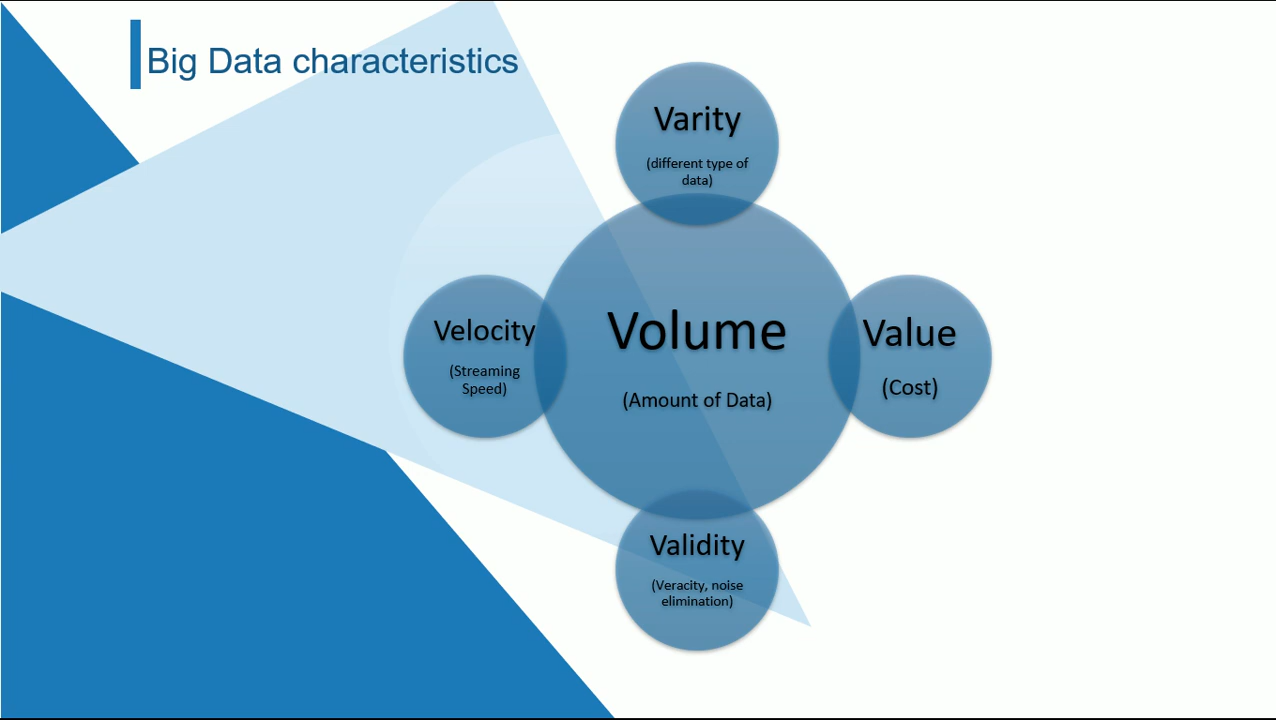 Big Data characteristics
Varity
(different type of
data)
Velocity
(Streaming
Speed)
Volume
(Amount of Data)
Value
(Cost)
Validity
(Veracity, noise
elimination)